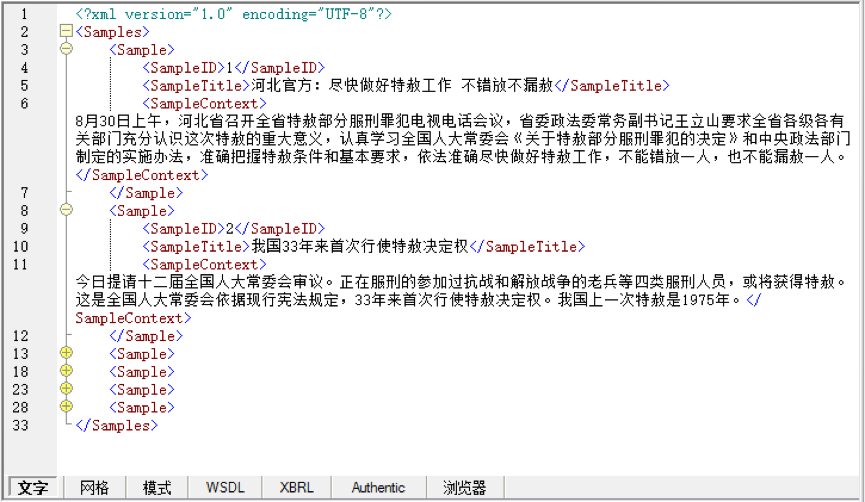 1 <?xml version="1.0" encoding="UTF-8"?>
2 <Samples>
3 <Sample>
4 <SampleID>1</SampleID>
5 <SampleTitle>河北官方：尽快做好特赦工作 不错放不漏赦</SampleTitle>
6 <SampleContext>
8月30日上午，河北省召开全省特赦部分服刑罪犯电视电话会议，省委政法委常务副书记王立山要求全省各级各有
关部门充分认识这次特赦的重大意义，认真学习全国人大常委会《关于特赦部分服刑罪犯的决定》和中央政法部门
制定的实施办法，准确把握特赦条件和基本要求，依法准确尽快做好特赦工作，不能错放一人，也不能漏赦一人。
</SampleContext>
7 </Sample>
8 <Sample>
9 <SampleID>2</SampleID>
10 <SampleTitle>我国33年来首次行使特赦决定权</SampleTitle>
11 <SampleContext>
今日提请十二届全国人大常委会审议。正在服刑的参加过抗战和解放战争的老兵等四类服刑人员，或将获得特赦。
这是全国人大常委会依据现行宪法规定，33年来首次行使特赦决定权。我国上一次特赦是1975年。</
SampleContext>
12 </Sample>
13 <Sample>
18 <Sample>
23 <Sample>
28 <Sample>
33 </Samples>
文字 网格 模式 WSDL XBRL Authentic 浏览器